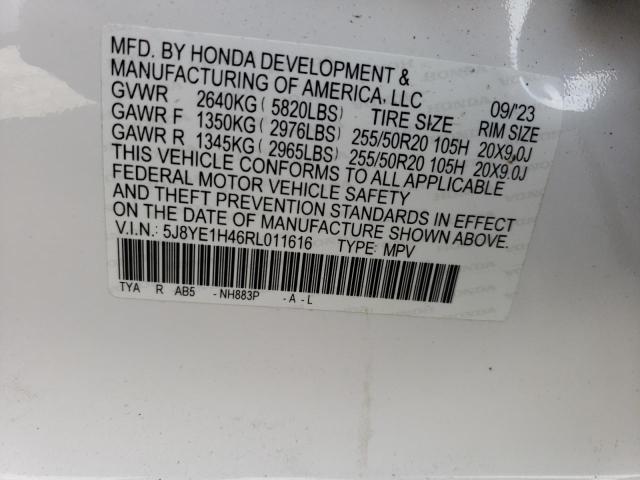 MFD. BY HONDA DEVELOPMENT &
MANUFACTURING OF AMERICA, LLC 09/'23
GVWR 2640KG (5820LBS) TIRE SIZE RIM SIZE
GAWR F 1350KG (2976LBS) 255/50R20 105H 20X9.0J
GAWR R 1345KG (2965LBS) 255/50R20 105H 20X9.0J
THIS VEHICLE CONFORMS TO ALL APPLICABLE
FEDERAL MOTOR VEHICLE SAFETY
AND THEFT PREVENTION STANDARDS IN EFFECT
ON THE DATE OF MANUFACTURE SHOWN ABOVE.
V.I.N.: 5J8YE1H46RL011616 TYPE: MPV
TYA R AB5 -NH883P -A-L